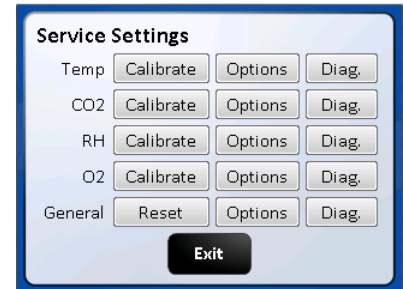 Service Settings
Temp Calibrate Options Diag.
CO2 Calibrate Options Diag.
RH Calibrate Options Diag.
O2 Calibrate Options Diag.
General Reset Options Diag.
Exit